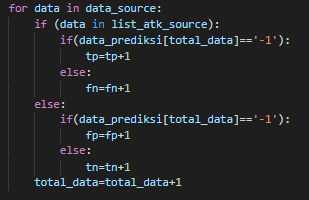 for data in data_source:
    if (data in list_atk_source):
        if(data_prediksi[total_data]=='-1'):
            tp=tp+1
        else:
            fn=fn+1
    else:
        if(data_prediksi[total_data]=='-1'):
            fp=fp+1
        else:
            tn=tn+1
    total_data=total_data+1